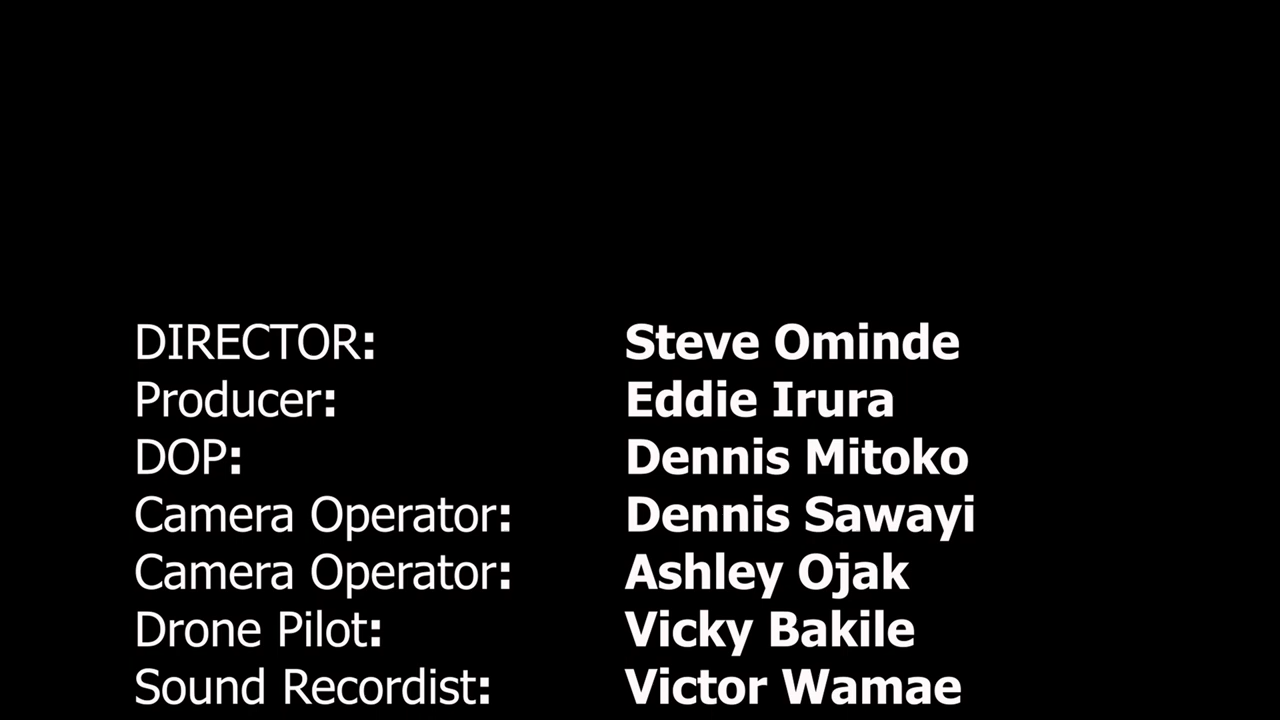 DIRECTOR: Steve Ominde
Producer: Eddie Irura
DOP: Dennis Mitoko
Camera Operator: Dennis Sawayi
Camera Operator: Ashley Ojak
Drone Pilot: Vicky Bakile
Sound Recordist: Victor Wamae